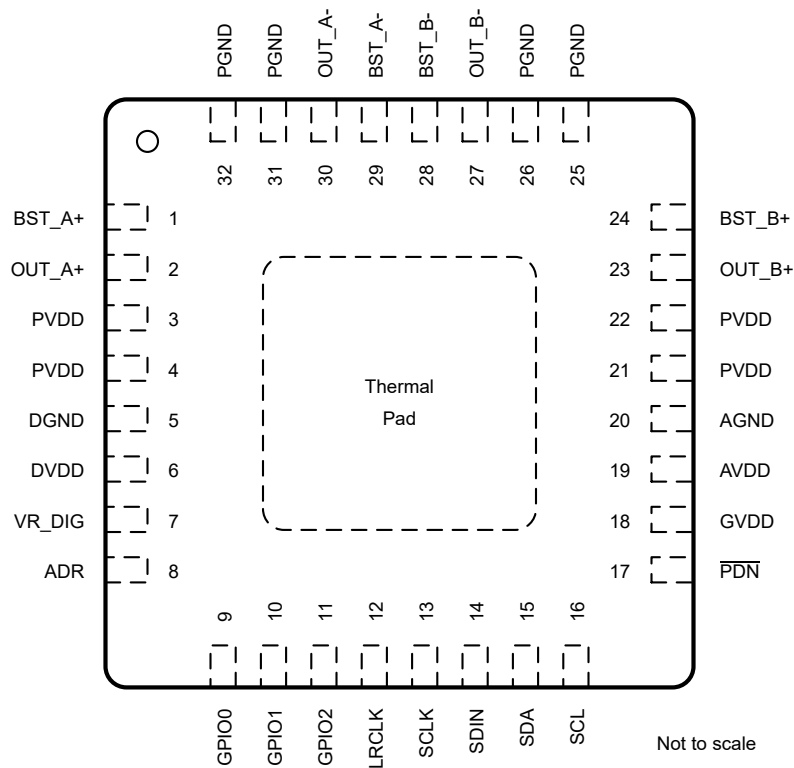 PGND
PGND
OUT_A-
BST_A-
BST_B-
OUT_B-
PGND
PGND
32
31
30
29
28
27
26
25
BST_A+ 1
24 BST_B+
OUT_A+ 2
23 OUT_B+
PVDD 3
22 PVDD
PVDD 4
21 PVDD
Thermal
Pad
DGND 5
20 AGND
DVDD 6
19 AVDD
VR_DIG 7
18 GVDD
ADR 8
17 PDN
9
10
11
12
13
14
15
16
GPIO0
GPIO1
GPIO2
LRCLK
SCLK
SDIN
SDA
SCL
Not to scale